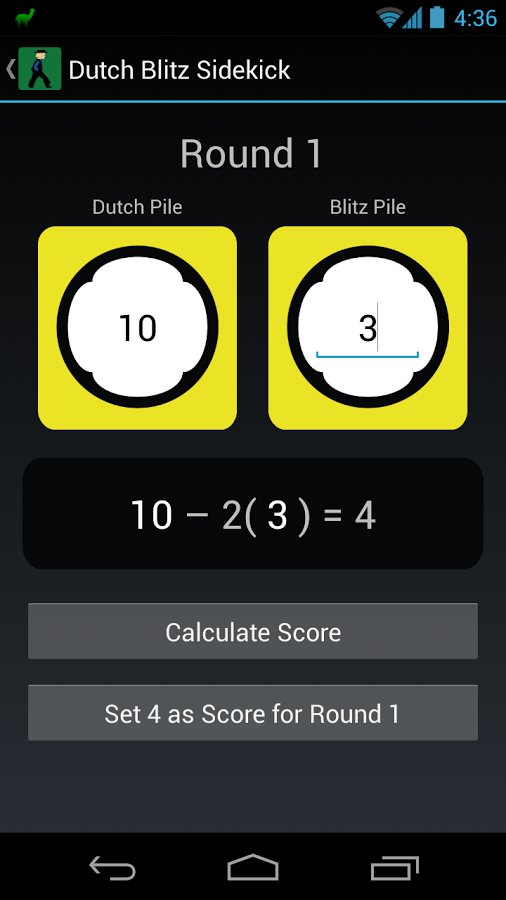 4:36
Dutch Blitz Sidekick
Round 1
Dutch Pile Blitz Pile
10 3
10 – 2( 3 ) = 4
Calculate Score
Set 4 as Score for Round 1